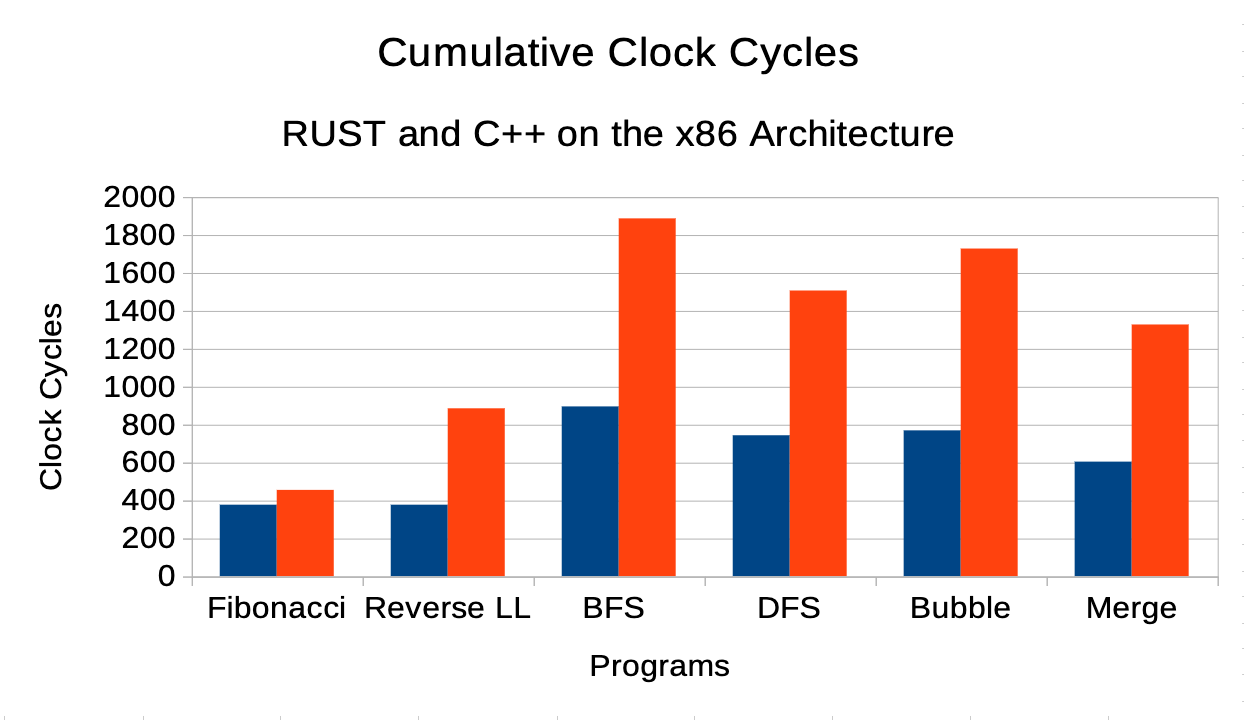 Cumulative Clock Cycles
RUST and C++ on the x86 Architecture
2000
1800
1600
1400
1200
1000
800
600
400
200
0
Clock Cycles
Fibonacci Reverse LL BFS DFS Bubble Merge
Programs